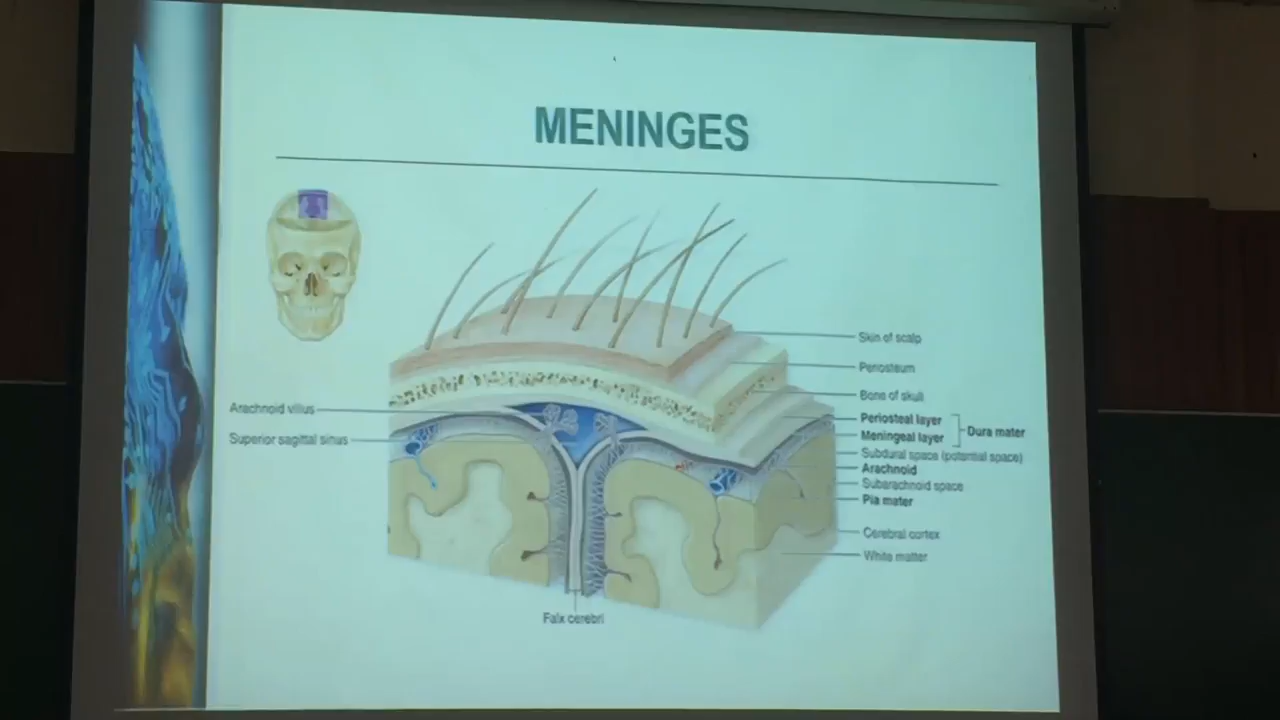 MENINGES
Skin of scalp
Periosteum
Bone of skull
Arachnoid villus
Periosteal layer
Superior sagittal sinus
Meningeal layer
Dura mater
Subdural space (potential space)
Arachnoid
Subarachnoid space
Pia mater
Cerebral cortex
White matter
Falx cerebri